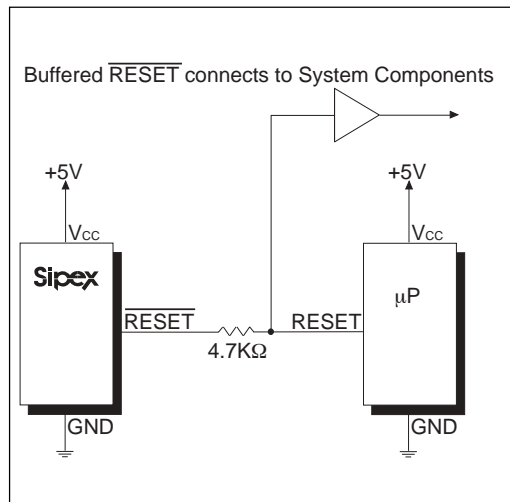 Buffered RESET connects to System Components
+5V
+5V
VCC
VCC
Sipex
μP
RESET
RESET
4.7KΩ
GND
GND